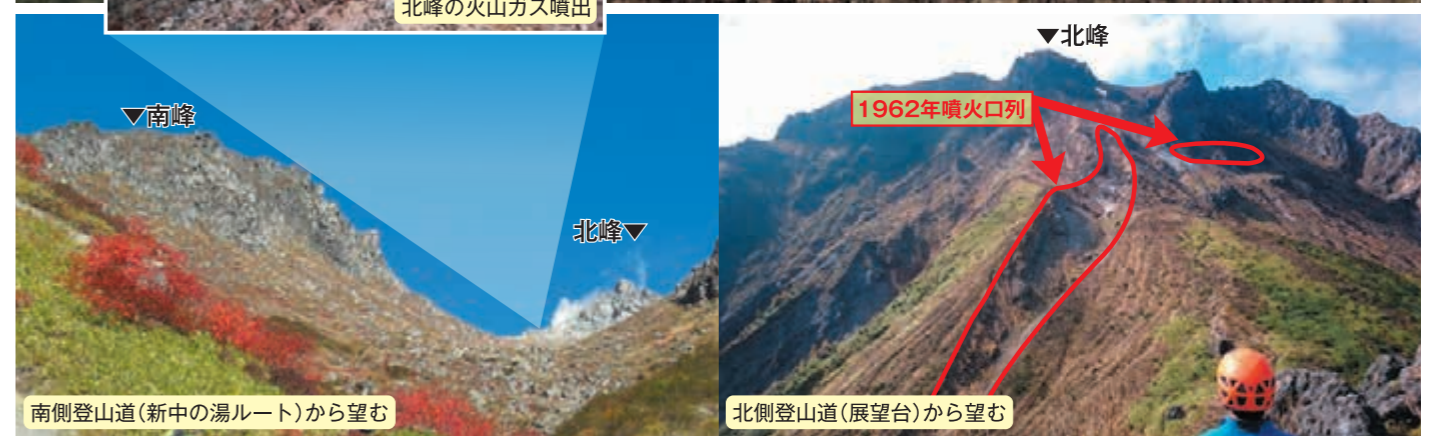 北峰の火山ガス噴出
▼南峰
北峰▼
南側登山道(新中の湯ルート)から望む
▼北峰
1962年噴火口列
北側登山道(展望台)から望む